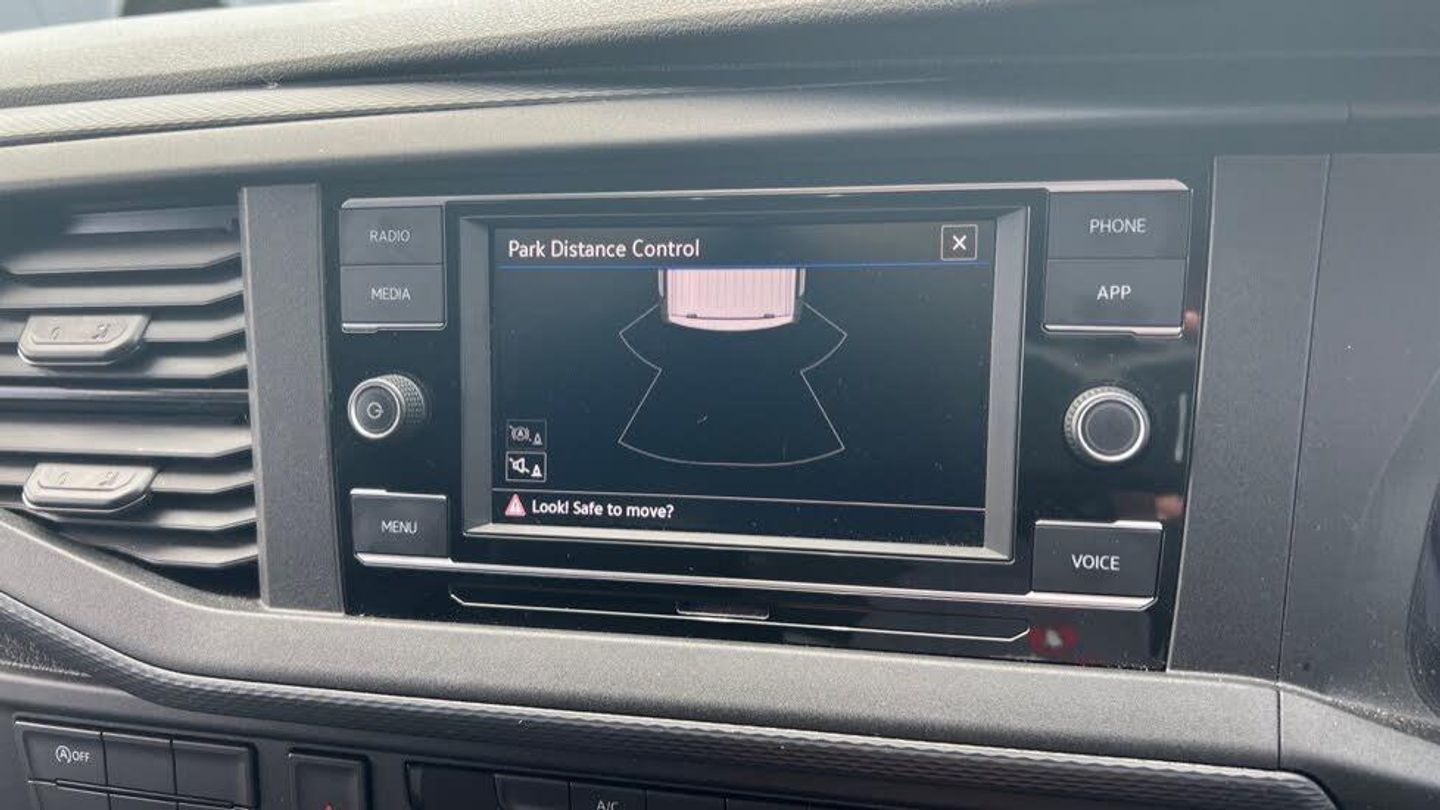 RADIO
MEDIA
Park Distance Control
X
PHONE
APP
Look! Safe to move?
MENU
VOICE
A OFF
A/C